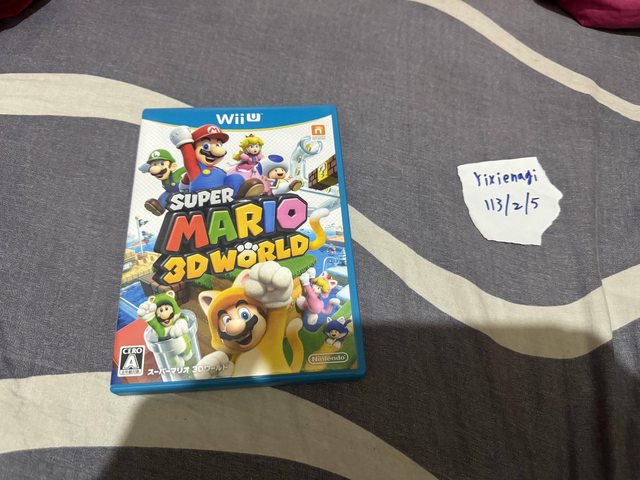 Wii U
SUPER
MARIO
3D WORLD
CERO
A
スーパーマリオ 3Dワールド
Nintendo
Yixienagi
113/2/5